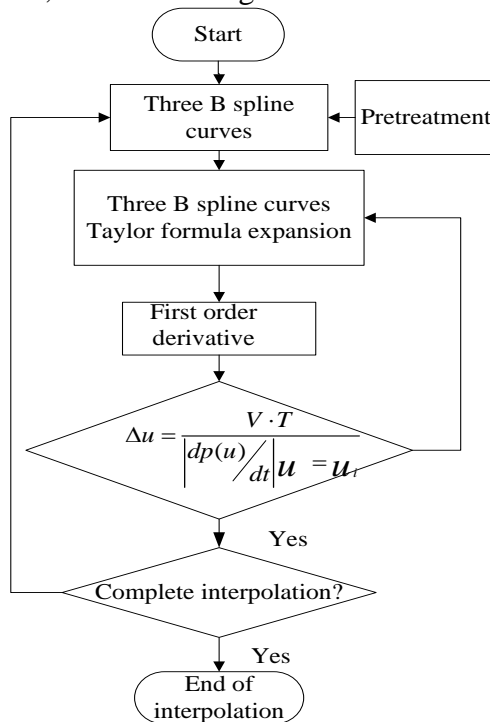 Start
Three B spline
curves
Pretreatment
Three B spline curves
Taylor formula expansion
First order
derivative
Δu = V · T / |dp(u)/dt| u = u_i
Yes
Complete interpolation?
Yes
End of
interpolation